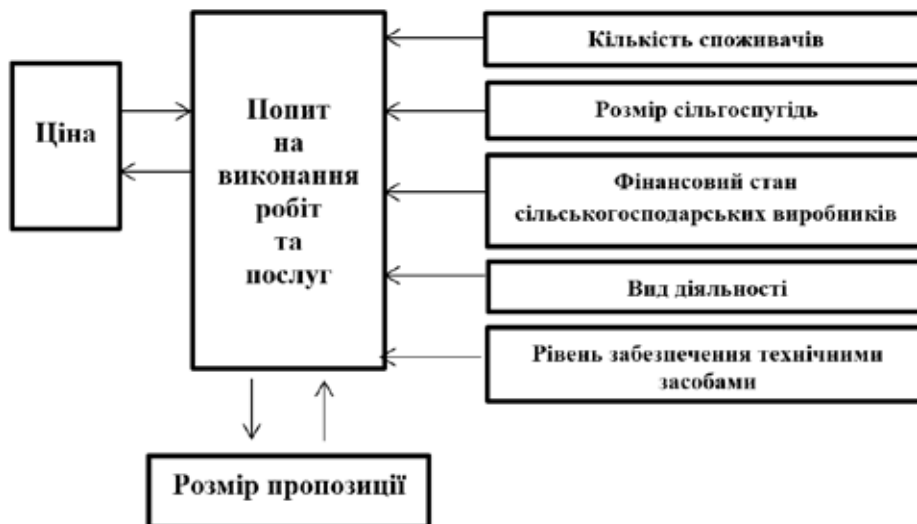 Ціна
Попит
на
виконання
робіт
та
послуг
Кількість споживачів
Розмір сільгоспугідь
Фінансовий стан
сільськогосподарських виробників
Вид діяльності
Рівень забезпечення технічними
засобами
Розмір пропозиції